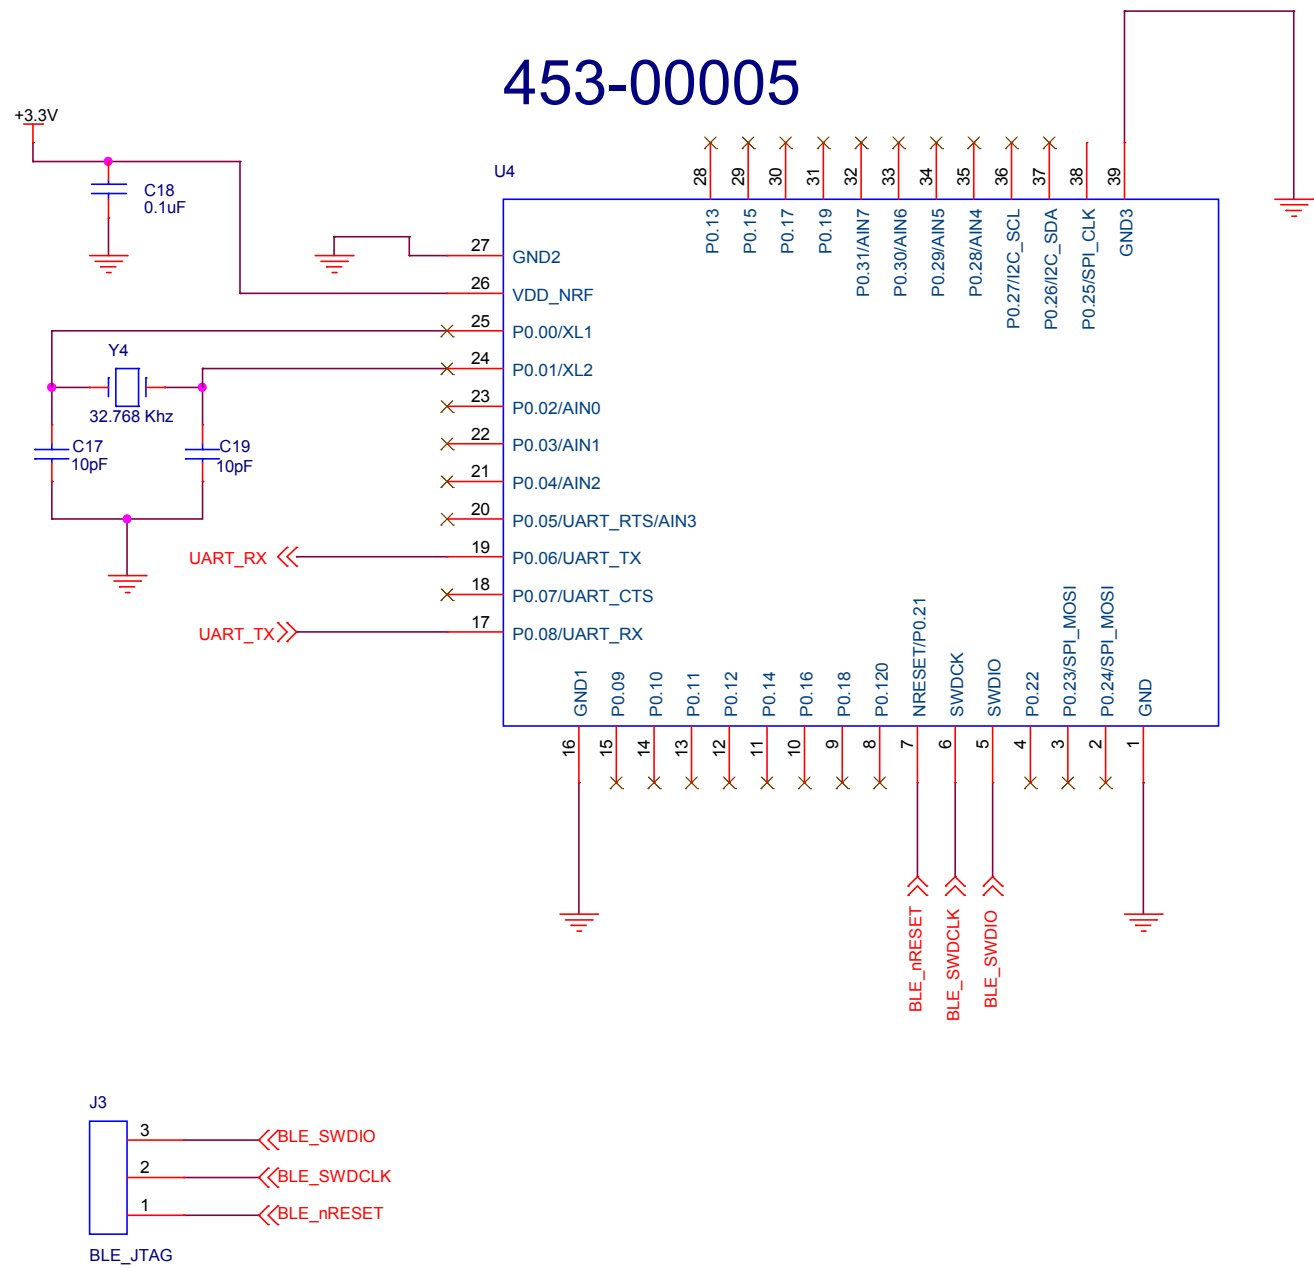 453-00005
+3.3V
C18
0.1uF
U4
28
29
30
31
32
33
34
35
36
37
38
39
P0.13
P0.15
P0.17
P0.19
P0.31/AIN7
P0.30/AIN6
P0.29/AIN5
P0.28/AIN4
P0.27/I2C_SCL
P0.26/I2C_SDA
P0.25/SPI_CLK
GND3
27
GND2
26
VDD_NRF
25
P0.00/XL1
24
P0.01/XL2
23
P0.02/AIN0
22
P0.03/AIN1
21
P0.04/AIN2
20
P0.05/UART_RTS/AIN3
19
P0.06/UART_TX
18
P0.07/UART_CTS
17
P0.08/UART_RX
Y4
32.768 Khz
C17
10pF
C19
10pF
UART_RX
UART_TX
GND1
P0.09
P0.10
P0.11
P0.12
P0.14
P0.16
P0.18
P0.120
NRESET/P0.21
SWDCK
SWDIO
P0.22
P0.23/SPI_MOSI
P0.24/SPI_MOSI
GND
16
15
14
13
12
11
10
9
8
7
6
5
4
3
2
1
BLE_nRESET
BLE_SWDCLK
BLE_SWDIO
J3
3
BLE_SWDIO
2
BLE_SWDCLK
1
BLE_nRESET
BLE_JTAG